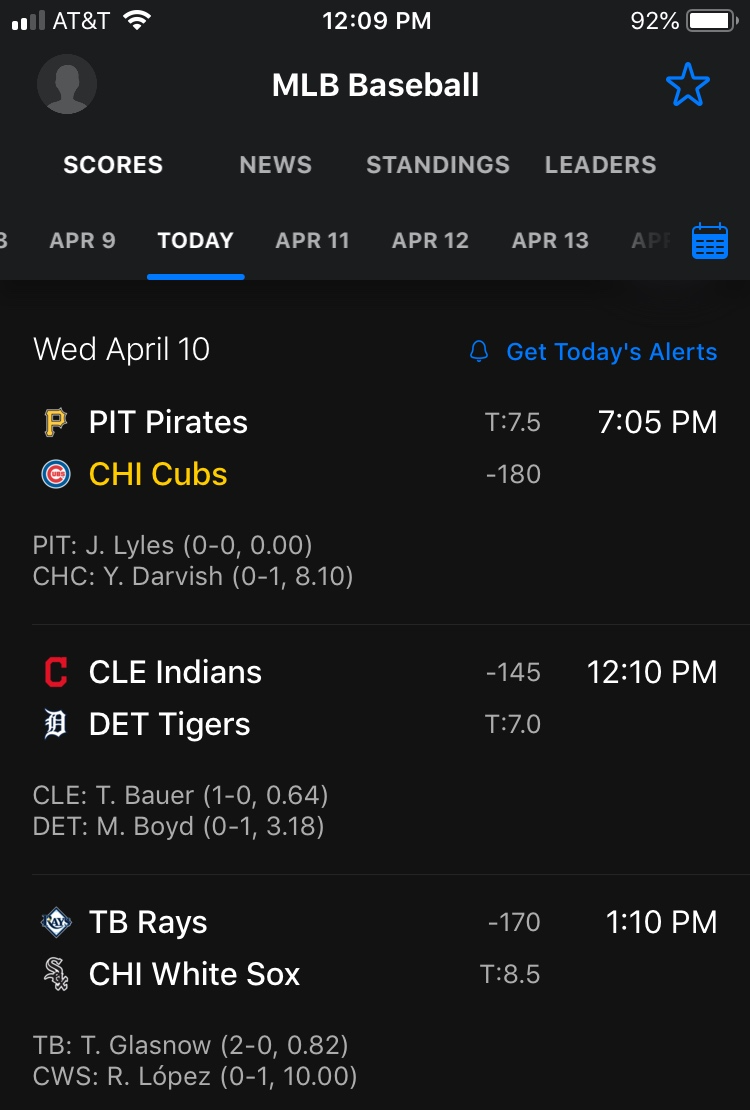 AT&T 12:09 PM 92%
MLB Baseball
SCORES NEWS STANDINGS LEADERS
APR 9 TODAY APR 11 APR 12 APR 13
Wed April 10 Get Today's Alerts
PIT Pirates T:7.5 7:05 PM
CHI Cubs -180
PIT: J. Lyles (0-0, 0.00)
CHC: Y. Darvish (0-1, 8.10)
CLE Indians -145 12:10 PM
DET Tigers T:7.0
CLE: T. Bauer (1-0, 0.64)
DET: M. Boyd (0-1, 3.18)
TB Rays -170 1:10 PM
CHI White Sox T:8.5
TB: T. Glasnow (2-0, 0.82)
CWS: R. López (0-1, 10.00)